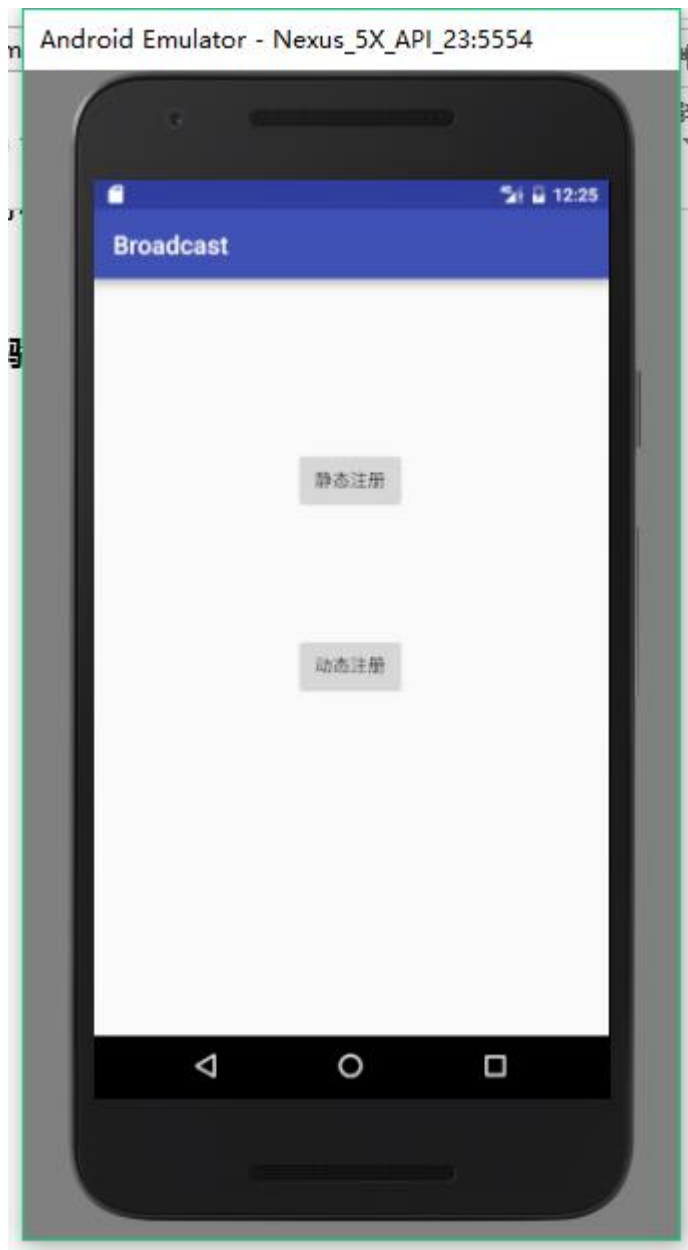 Android Emulator - Nexus_5X_API_23:5554
12:25
Broadcast
静态注册
动态注册